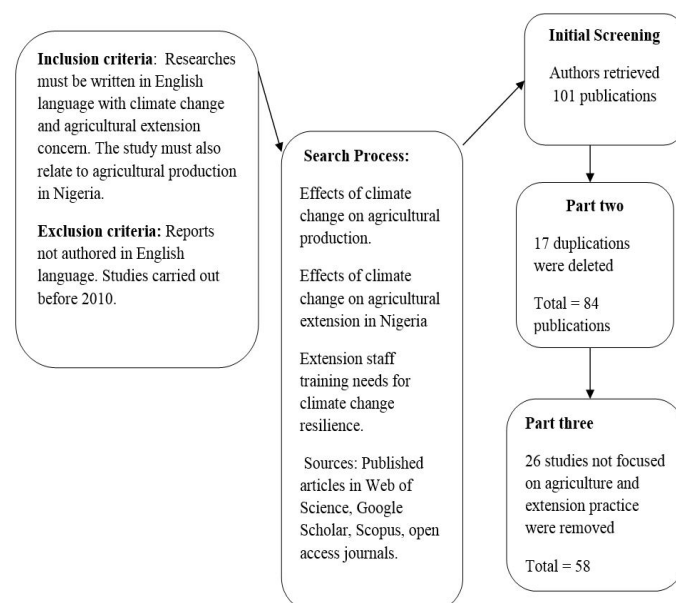 Inclusion criteria: Researches
must be written in English
language with climate change
and agricultural extension
concern. The study must also
relate to agricultural production
in Nigeria.
Exclusion criteria: Reports
not authored in English
language. Studies carried out
before 2010.
Search Process:
Effects of climate
change on agricultural
production.
Effects of climate
change on agricultural
extension in Nigeria
Extension staff
training needs for
climate change
resilience.
Sources: Published
articles in Web of
Science, Google
Scholar, Scopus, open
access journals.
Initial Screening
Authors retrieved
101 publications
Part two
17 duplications
were deleted
Total = 84
publications
Part three
26 studies not focused
on agriculture and
extension practice
were removed
Total = 58